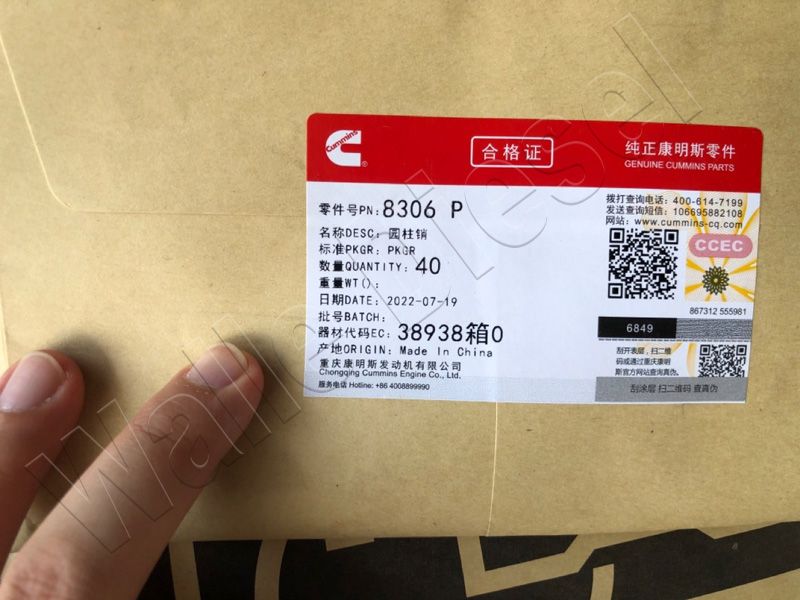 Cummins
合格证
纯正康明斯零件
GENUINE CUMMINS PARTS
零件号PN: 8306 P
名称DESC: 圆柱销
标准PKGR: PKGR
数量QUANTITY: 40
重量WT():
日期DATE: 2022-07-19
批号BATCH:
器材代码EC: 38938箱0
产地ORIGIN: Made In China
重庆康明斯发动机有限公司
Chongqing Cummins Engine Co., Ltd.
服务电话 Hotline: +86 4008899990
拨打查询电话: 400-614-7199
发送查询短信: 106695882108
网站: www.cummins-cq.com
CCEC
867312 555981
6849
刮开表层，扫二维
码或通过重庆康明
斯官方网站查询真伪
刮涂层 扫二维码 查真伪
Walle Diesel